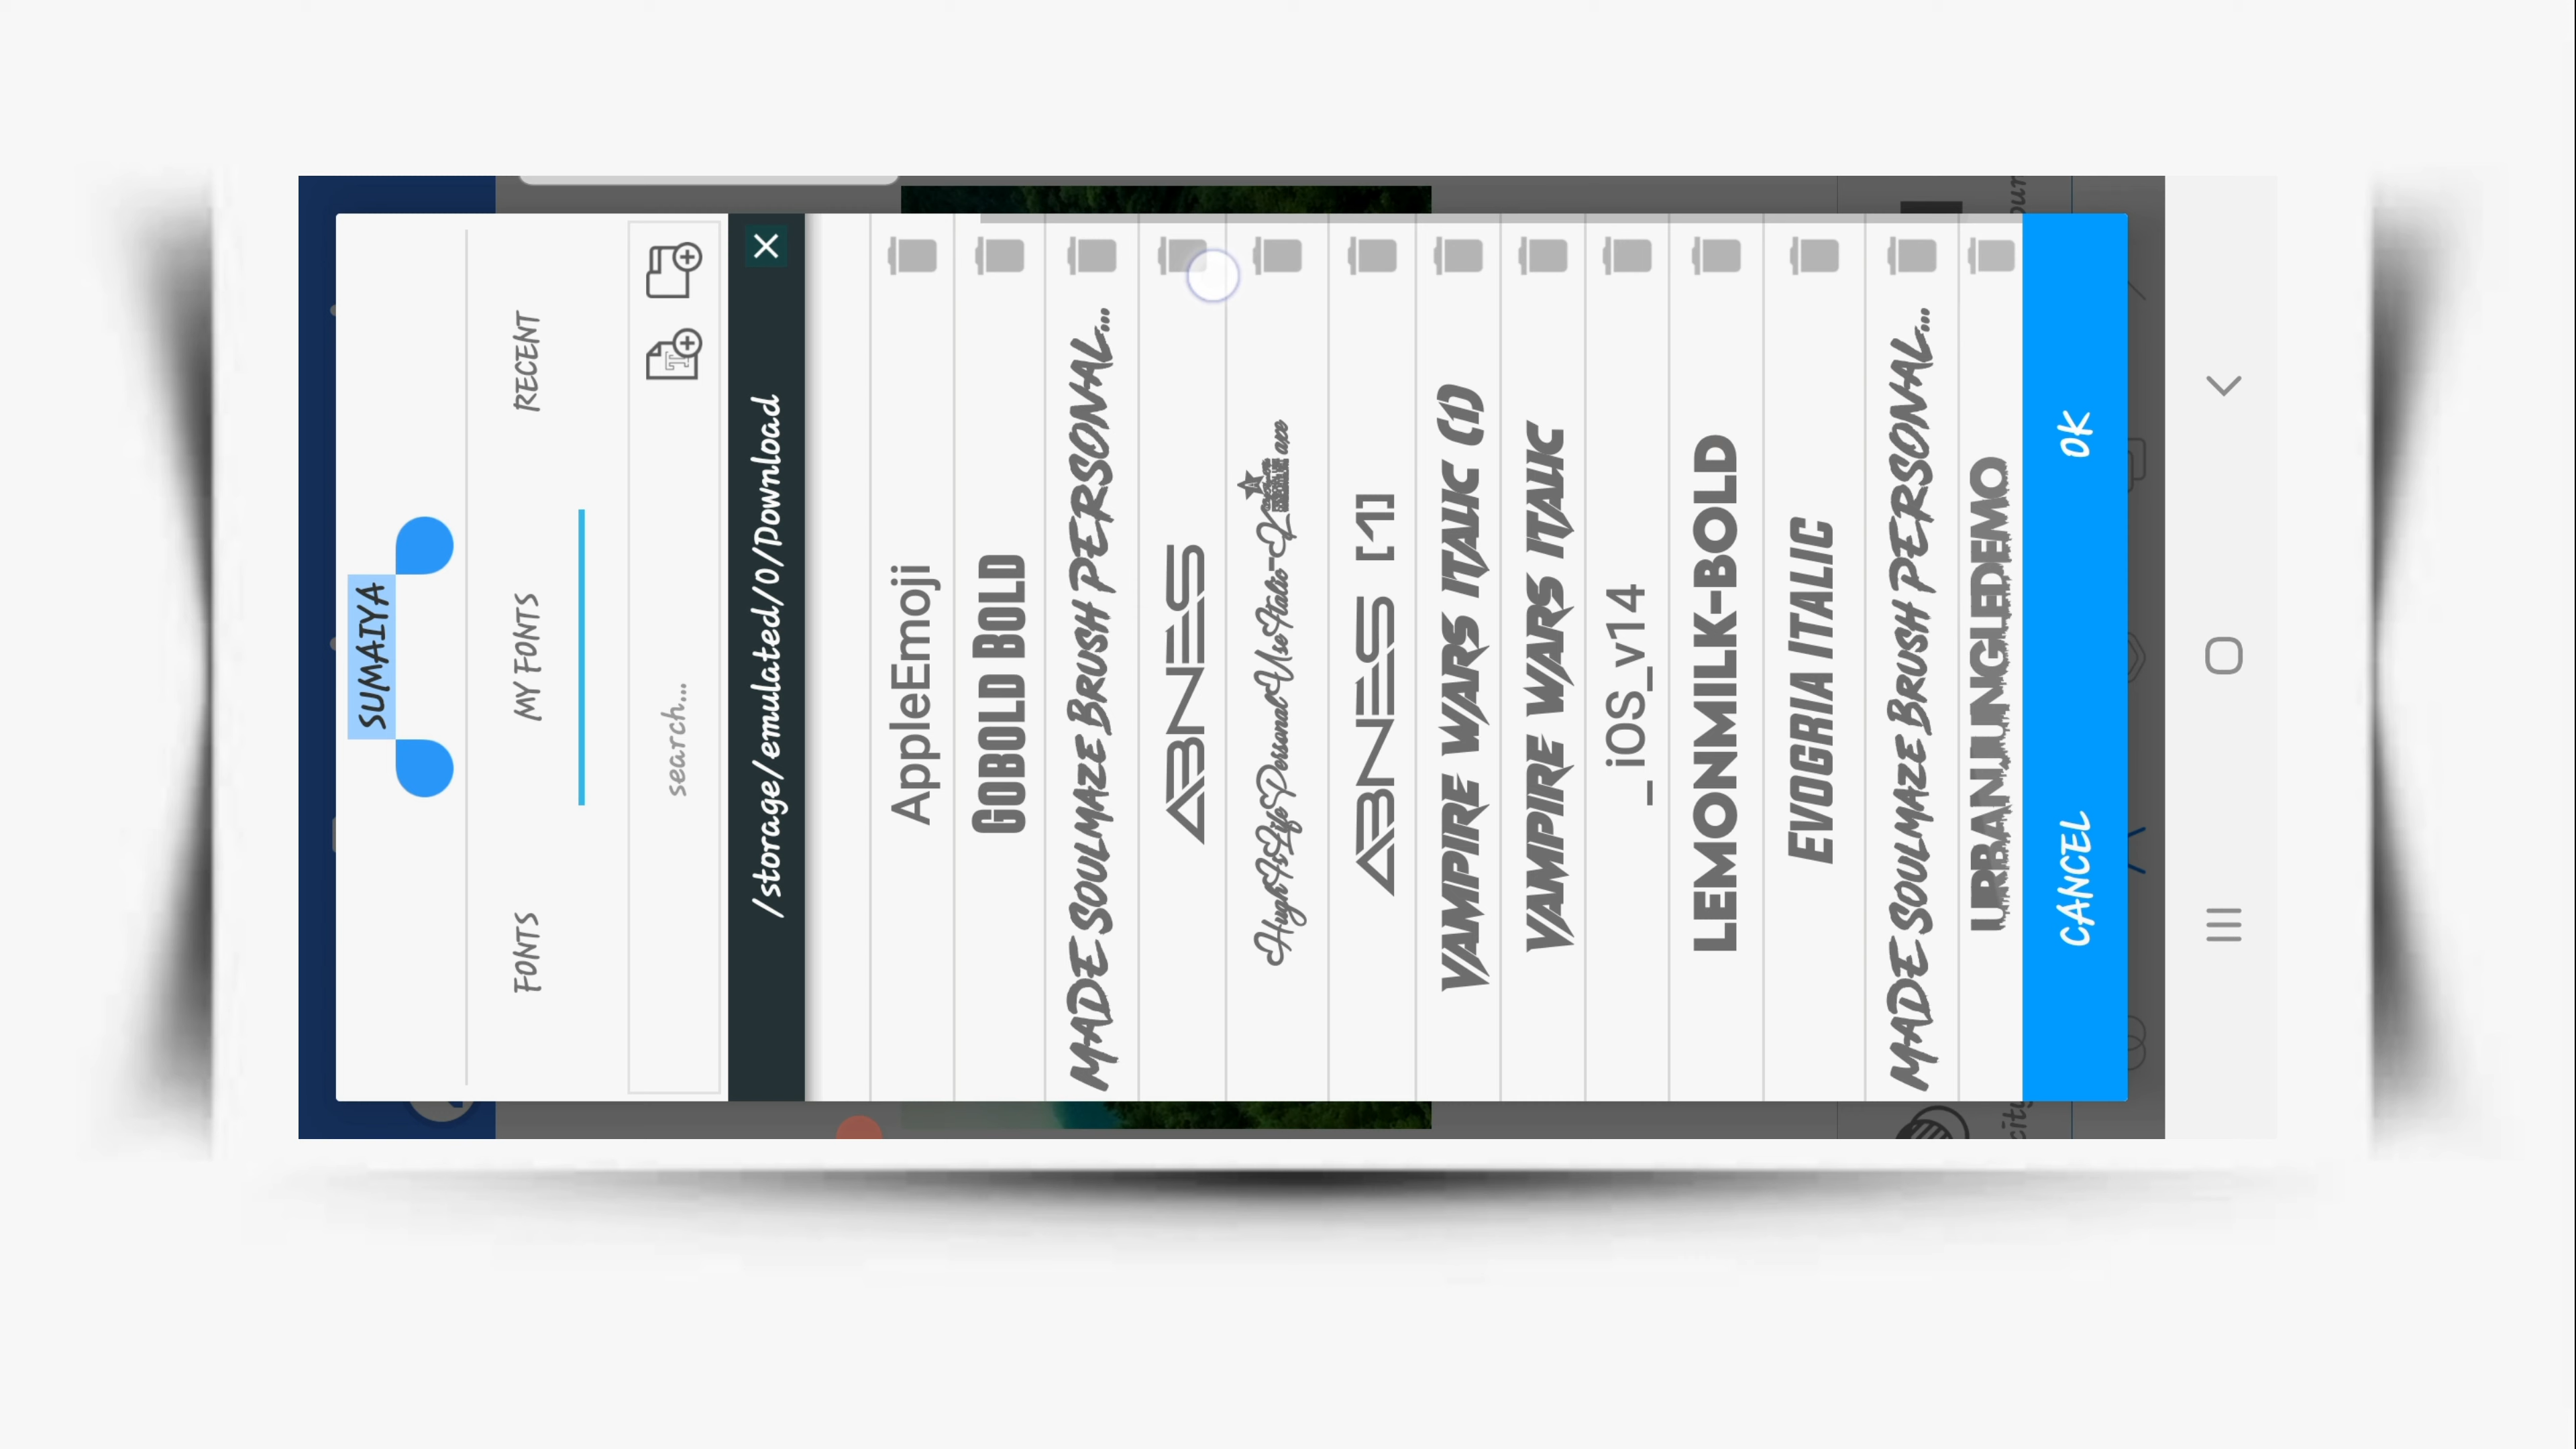 SUMAIYA
FONTS MY FONTS RECENT
search...
/storage/emulated/0/Download
AppleEmoji
GOBOLD BOLD
MADE SOULMAZE BRUSH PERSONAL...
ABNES
ABNES [1]
VAMPIRE WARS ITALIC (1)
VAMPIRE WARS ITALIC
_iOS_v14
LEMONMILK-BOLD
EVOGRIA ITALIC
MADE SOULMAZE BRUSH PERSONAL...
URBANJUNGLEDEMO
CANCEL OK